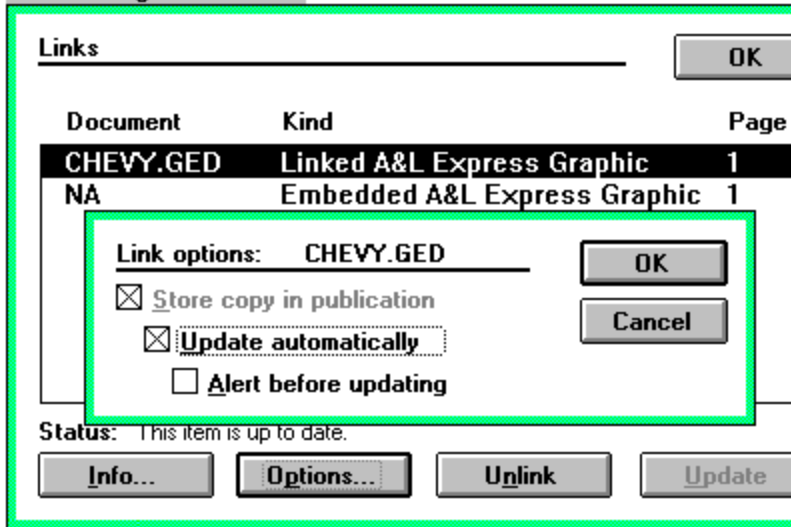 Links
OK
Document Kind Page
CHEVY.GED Linked A&L Express Graphic 1
NA Embedded A&L Express Graphic 1
Link options: CHEVY.GED
OK
Store copy in publication
Cancel
Update automatically
Alert before updating
Status: This item is up to date.
Info... Options... Unlink Update